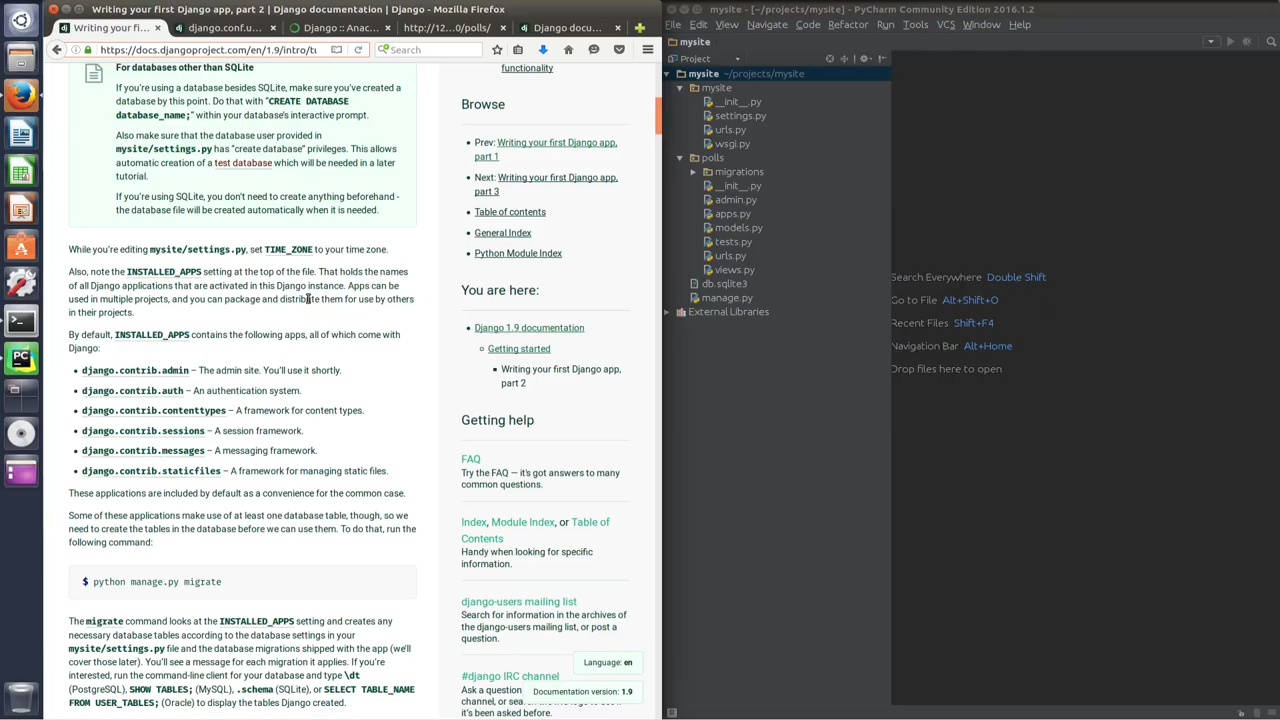 Writing your first Django app, part 2 | Django documentation | Django - Mozilla Firefox
Writing your fir...
django.conf.u...
Django :: Anac...
http://12...0/polls/
Django docu...
https://docs.djangoproject.com/en/1.9/intro/tu
Search
For databases other than SQLite
If you're using a database besides SQLite, make sure you've created a
database by this point. Do that with "CREATE DATABASE
database_name;" within your database's interactive prompt.
Also make sure that the database user provided in
mysite/settings.py has "create database" privileges. This allows
automatic creation of a test database which will be needed in a later
tutorial.
If you're using SQLite, you don't need to create anything beforehand -
the database file will be created automatically when it is needed.
While you're editing mysite/settings.py, set TIME_ZONE to your time zone.
Also, note the INSTALLED_APPS setting at the top of the file. That holds the names
of all Django applications that are activated in this Django instance. Apps can be
used in multiple projects, and you can package and distribute them for use by others
in their projects.
By default, INSTALLED_APPS contains the following apps, all of which come with
Django:
• django.contrib.admin – The admin site. You'll use it shortly.
• django.contrib.auth – An authentication system.
• django.contrib.contenttypes – A framework for content types.
• django.contrib.sessions – A session framework.
• django.contrib.messages – A messaging framework.
• django.contrib.staticfiles – A framework for managing static files.
These applications are included by default as a convenience for the common case.
Some of these applications make use of at least one database table, though, so we
need to create the tables in the database before we can use them. To do that, run the
following command:
$ python manage.py migrate
The migrate command looks at the INSTALLED_APPS setting and creates any
necessary database tables according to the database settings in your
mysite/settings.py file and the database migrations shipped with the app (we'll
cover those later). You'll see a message for each migration it applies. If you're
interested, run the command-line client for your database and type \dt
(PostgreSQL), SHOW TABLES; (MySQL), .schema (SQLite), or SELECT TABLE_NAME
FROM USER_TABLES; (Oracle) to display the tables Django created.
functionality
Browse
• Prev: Writing your first Django app,
part 1
• Next: Writing your first Django app,
part 3
• Table of contents
• General Index
• Python Module Index
You are here:
• Django 1.9 documentation
Getting started
Writing your first Django app,
part 2
Getting help
FAQ
Try the FAQ — it's got answers to many
common questions.
Index, Module Index, or Table of
Contents
Handy when looking for specific
information.
django-users mailing list
Search for information in the archives of
the django-users mailing list, or post a
question.
#django IRC channel
Ask a question
channel, or sea
it's been asked before.
Language: en
Documentation version: 1.9
mysite - [~/projects/mysite] - PyCharm Community Edition 2016.1.2
File Edit View Navigate Code Refactor Run Tools VCS Window Help
mysite
Project
mysite ~/projects/mysite
mysite
__init__.py
settings.py
urls.py
wsgi.py
polls
migrations
__init__.py
admin.py
apps.py
models.py
tests.py
urls.py
views.py
db.sqlite3
manage.py
External Libraries
Search Everywhere Double Shift
Go to File Alt+Shift+O
Recent Files Shift+F4
Navigation Bar Alt+Home
Drop files here to open